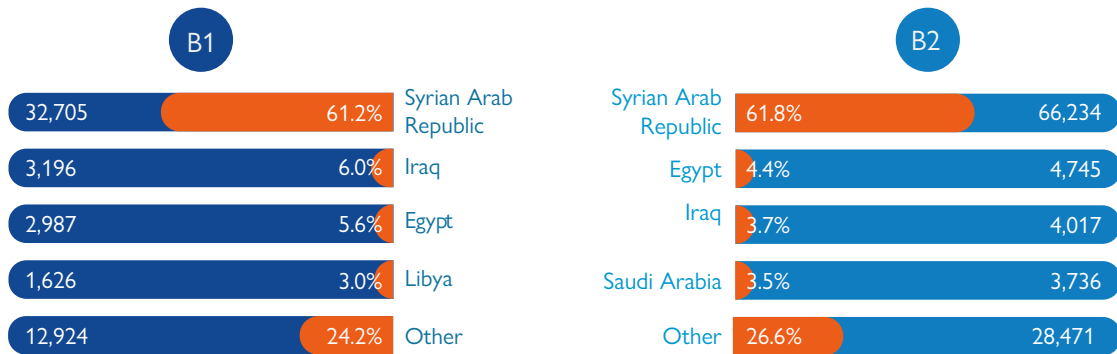 B1
32,705 61.2% Syrian Arab
Republic
3,196 6.0% Iraq
2,987 5.6% Egypt
1,626 3.0% Libya
12,924 24.2% Other
B2
Syrian Arab
Republic 61.8% 66,234
Egypt 4.4% 4,745
Iraq 3.7% 4,017
Saudi Arabia 3.5% 3,736
Other 26.6% 28,471